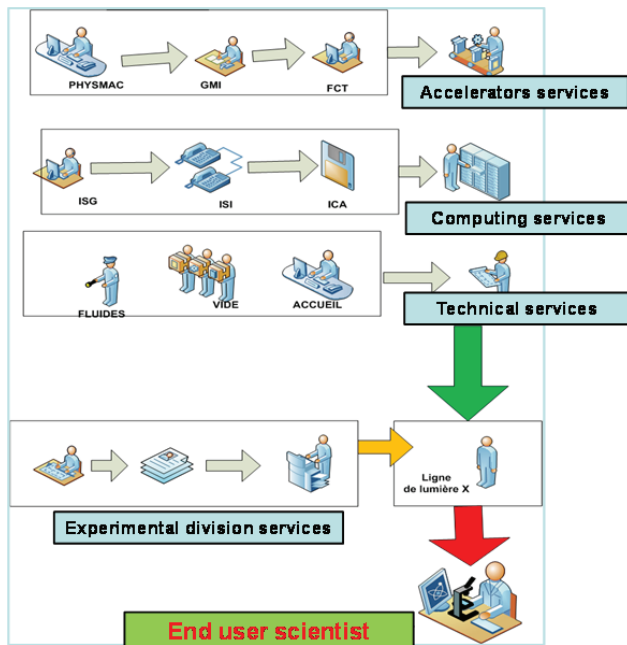 PHYSMAC
GMI
FCT
Accelerators services
ISG
ISI
ICA
Computing services
FLUIDES
VIDE
ACCUEIL
Technical services
Ligne
de lumière X
Experimental division services
End user scientist